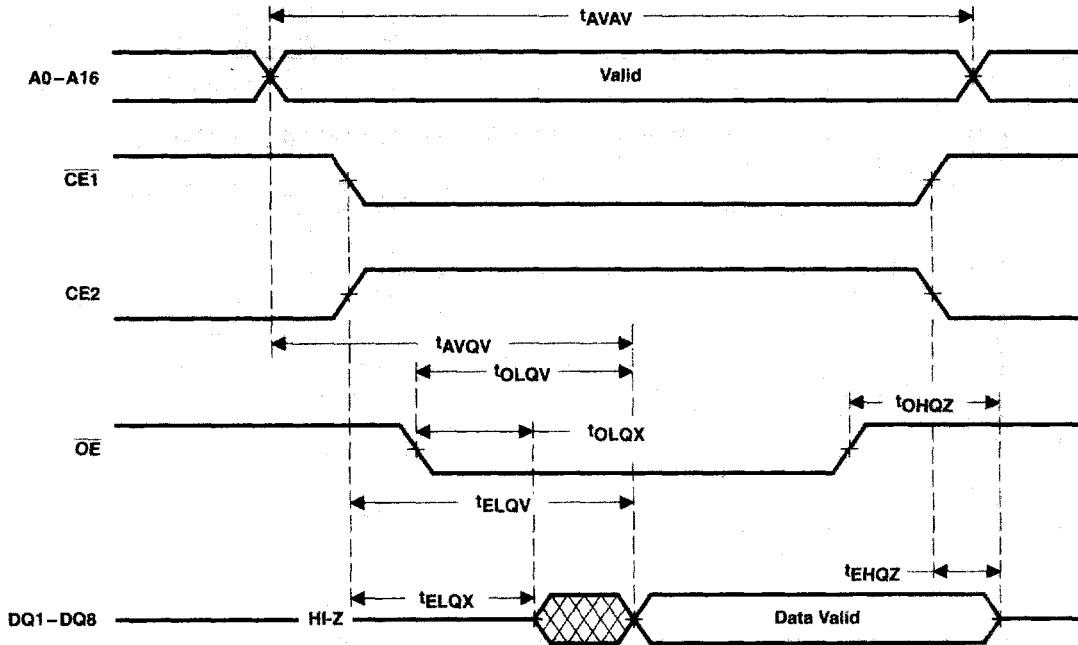 tAVAV
A0–A16
Valid
CE1
CE2
tAVQV
tOLQV
tOHQZ
tOLQX
OE
tELQV
tEHQZ
tELQX
DQ1–DQ8
HI-Z
Data Valid